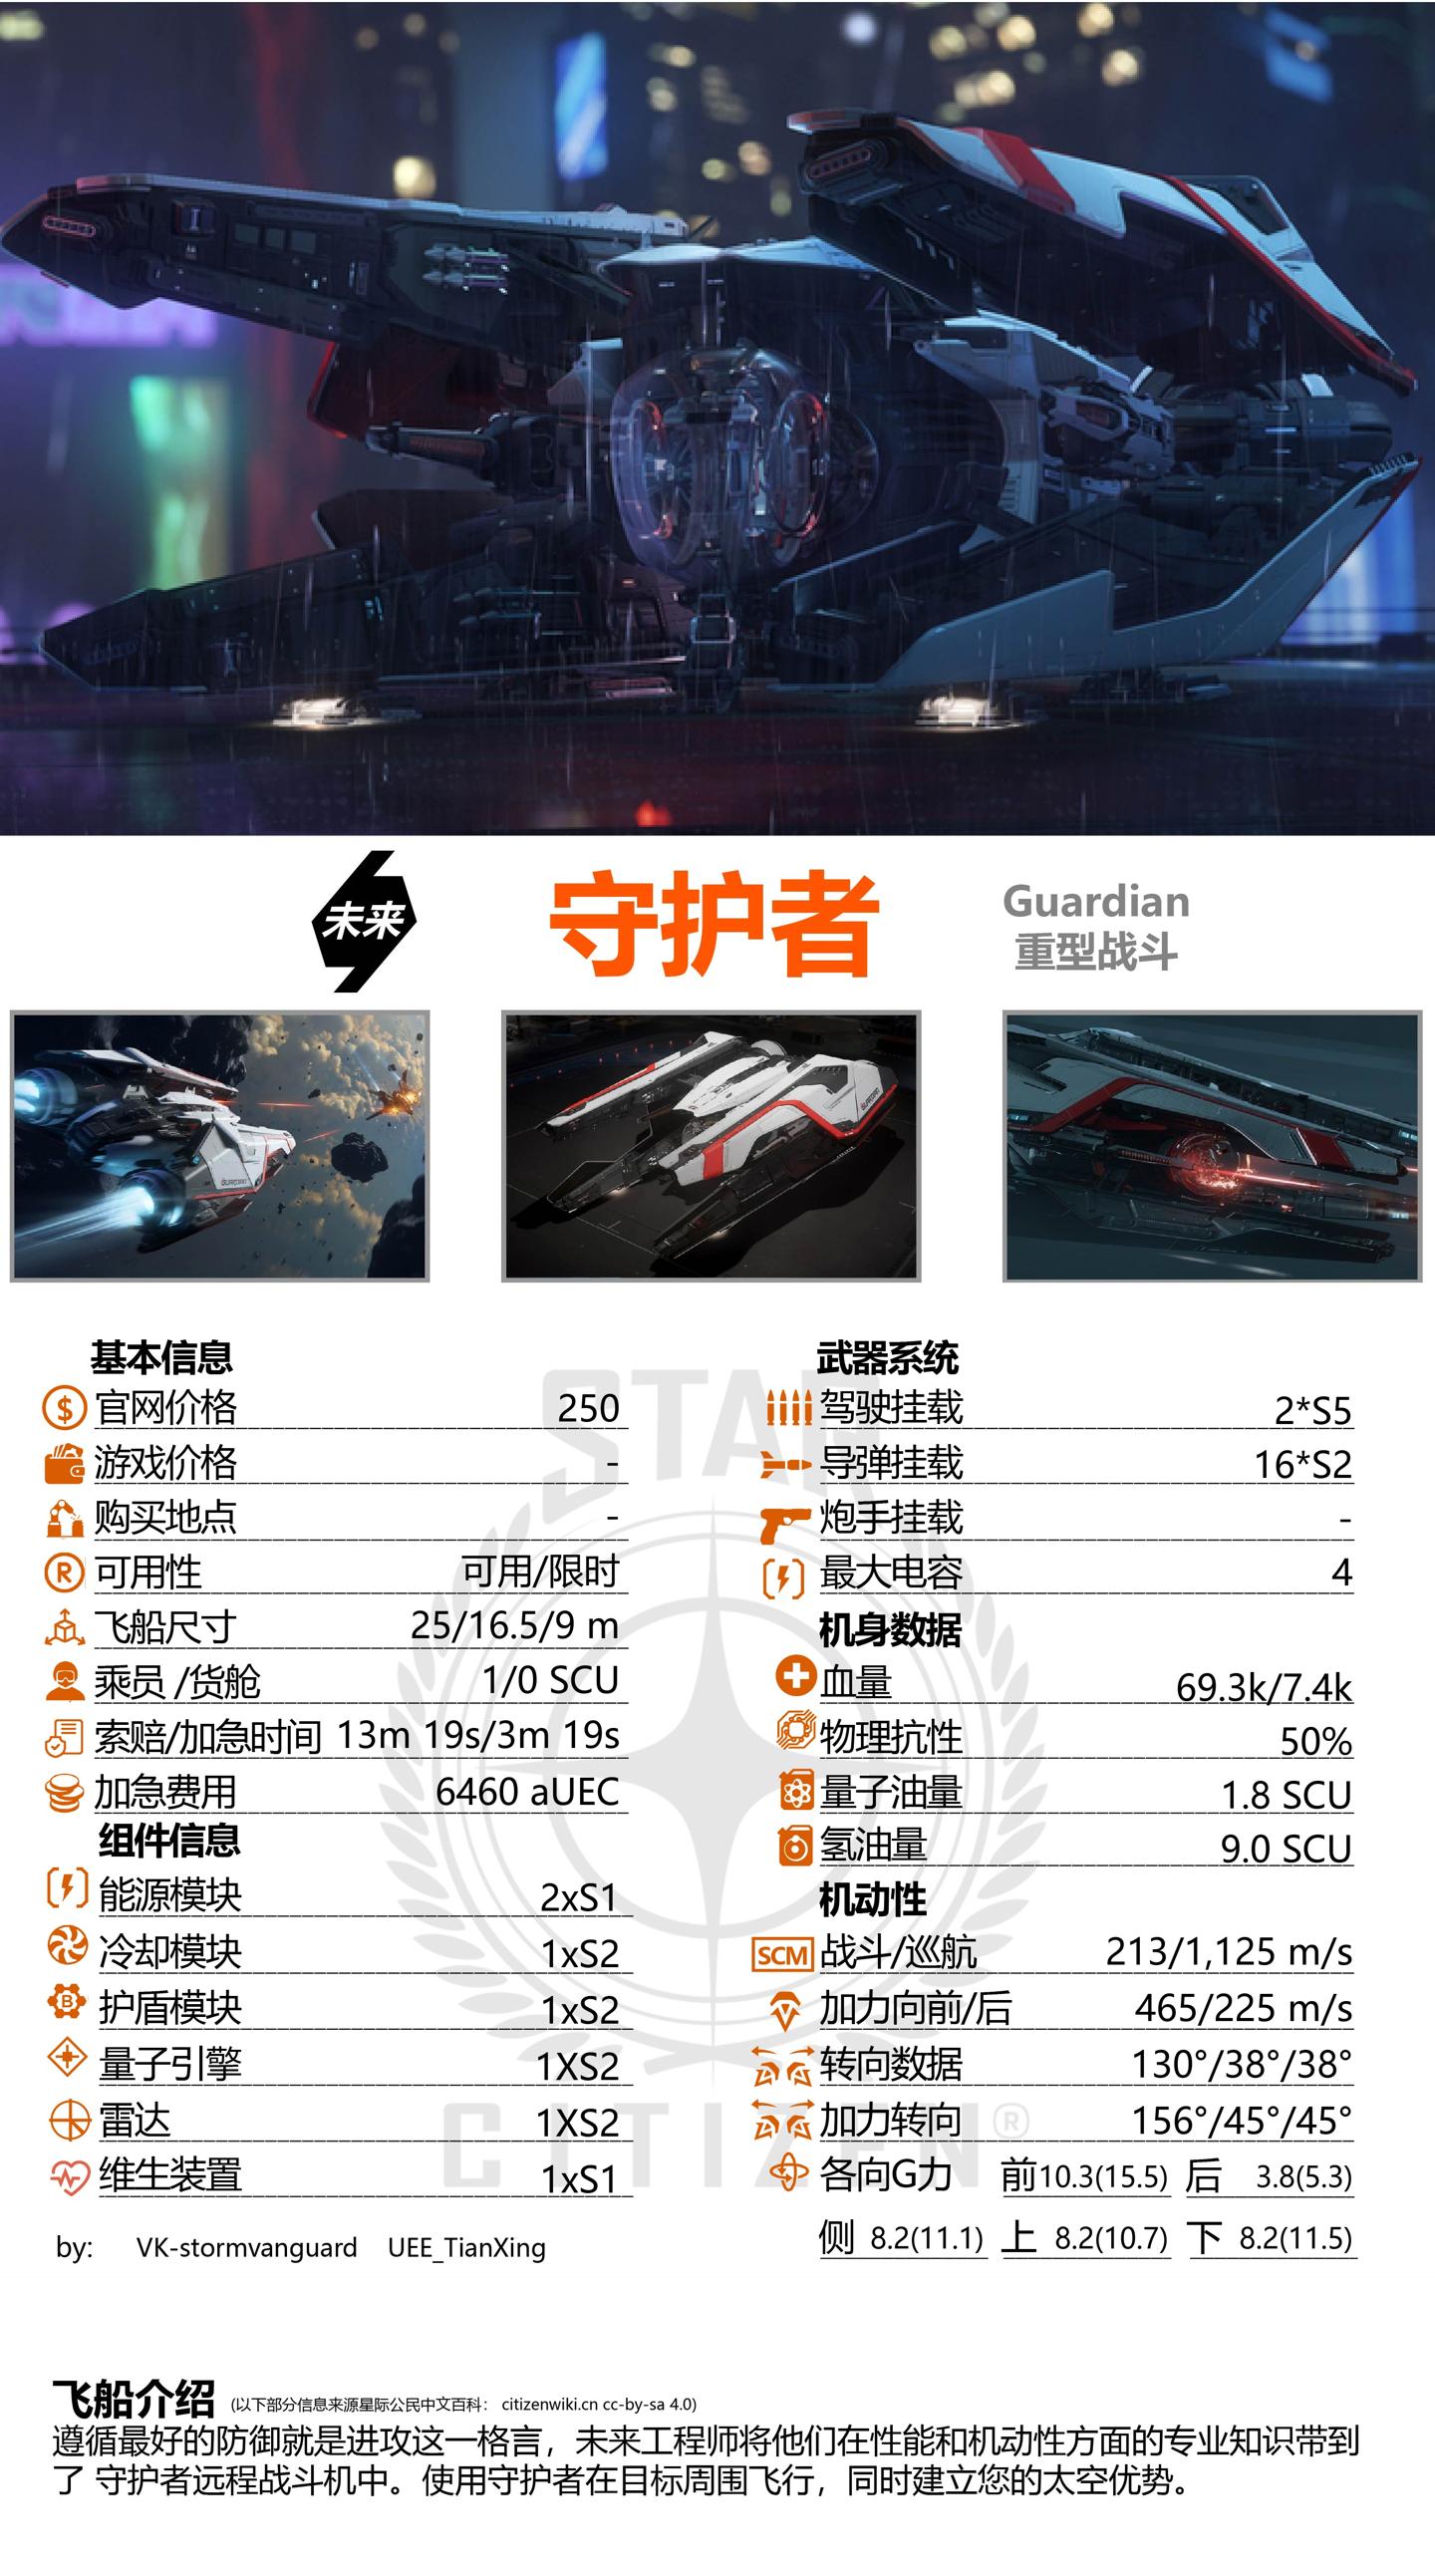 未来
守护者
Guardian
重型战斗
基本信息
官网价格 250
游戏价格 -
购买地点 -
可用性 可用/限时
飞船尺寸 25/16.5/9 m
乘员 /货舱 1/0 SCU
索赔/加急时间 13m 19s/3m 19s
加急费用 6460 aUEC
组件信息
能源模块 2xS1
冷却模块 1xS2
护盾模块 1xS2
量子引擎 1XS2
雷达 1XS2
维生装置 1xS1
by: VK-stormvanguard UEE_TianXing
武器系统
驾驶挂载 2*S5
导弹挂载 16*S2
炮手挂载 -
最大电容 4
机身数据
血量 69.3k/7.4k
物理抗性 50%
量子油量 1.8 SCU
氢油量 9.0 SCU
机动性
SCM 战斗/巡航 213/1,125 m/s
加力向前/后 465/225 m/s
转向数据 130°/38°/38°
加力转向 156°/45°/45°
各向G力 前10.3(15.5) 后 3.8(5.3)
侧 8.2(11.1) 上 8.2(10.7) 下 8.2(11.5)
STAR
CITIZEN®
飞船介绍 (以下部分信息来源星际公民中文百科： citizenwiki.cn cc-by-sa 4.0)
遵循最好的防御就是进攻这一格言，未来工程师将他们在性能和机动性方面的专业知识带到
了 守护者远程战斗机中。使用守护者在目标周围飞行，同时建立您的太空优势。